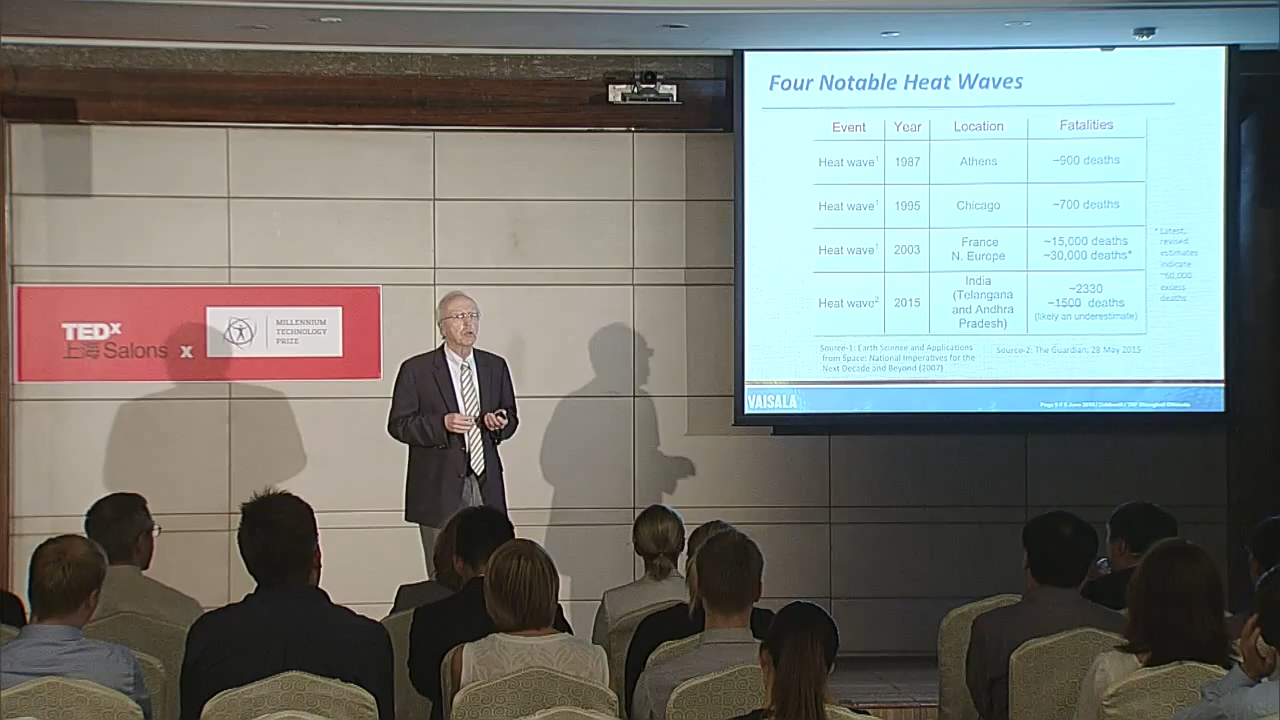 TEDx
上海 Salons x
MILLENNIUM
TECHNOLOGY
PRIZE
Four Notable Heat Waves
Event Year Location Fatalities
Heat wave¹ 1987 Athens ~900 deaths
Heat wave¹ 1995 Chicago ~700 deaths
Heat wave¹ 2003 France N. Europe ~15,000 deaths ~30,000 deaths*
Heat wave² 2015 India (Telangana and Andhra Pradesh) ~2330 ~1500 deaths (likely an underestimate)
* Latest,
revised
estimates
indicate
excess
deaths
Source-1: Earth Science and Applications
from Space: National Imperatives for the
Next Decade and Beyond (2007)
Source-2: The Guardian, 28 May 2015
VAISALA